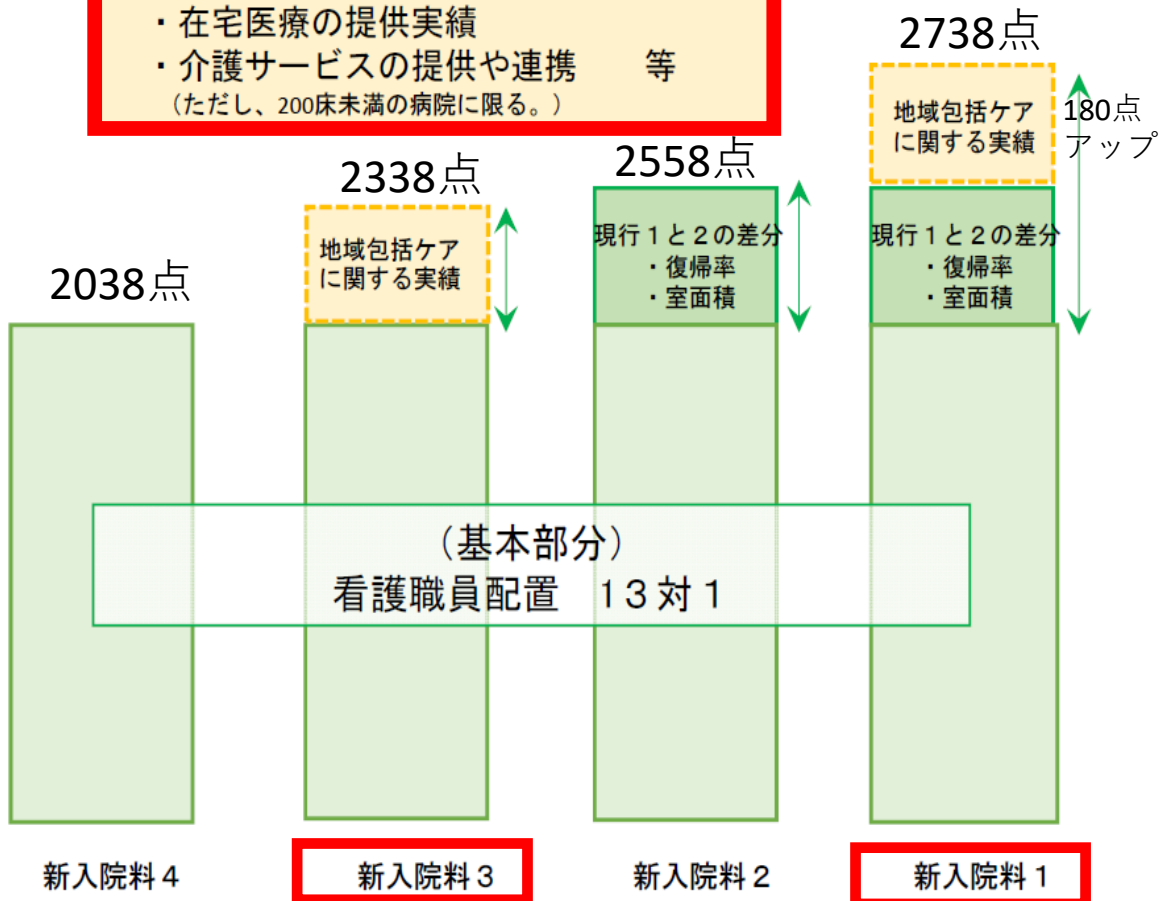 ・在宅医療の提供実績
・介護サービスの提供や連携　　等
（ただし、200床未満の病院に限る。）
2738点
地域包括ケア
に関する実績
180点
アップ
2338点
2558点
地域包括ケア
に関する実績
現行１と２の差分
・復帰率
・室面積
現行１と２の差分
・復帰率
・室面積
2038点
（基本部分）
看護職員配置　１３対１
新入院料４
新入院料３
新入院料２
新入院料１